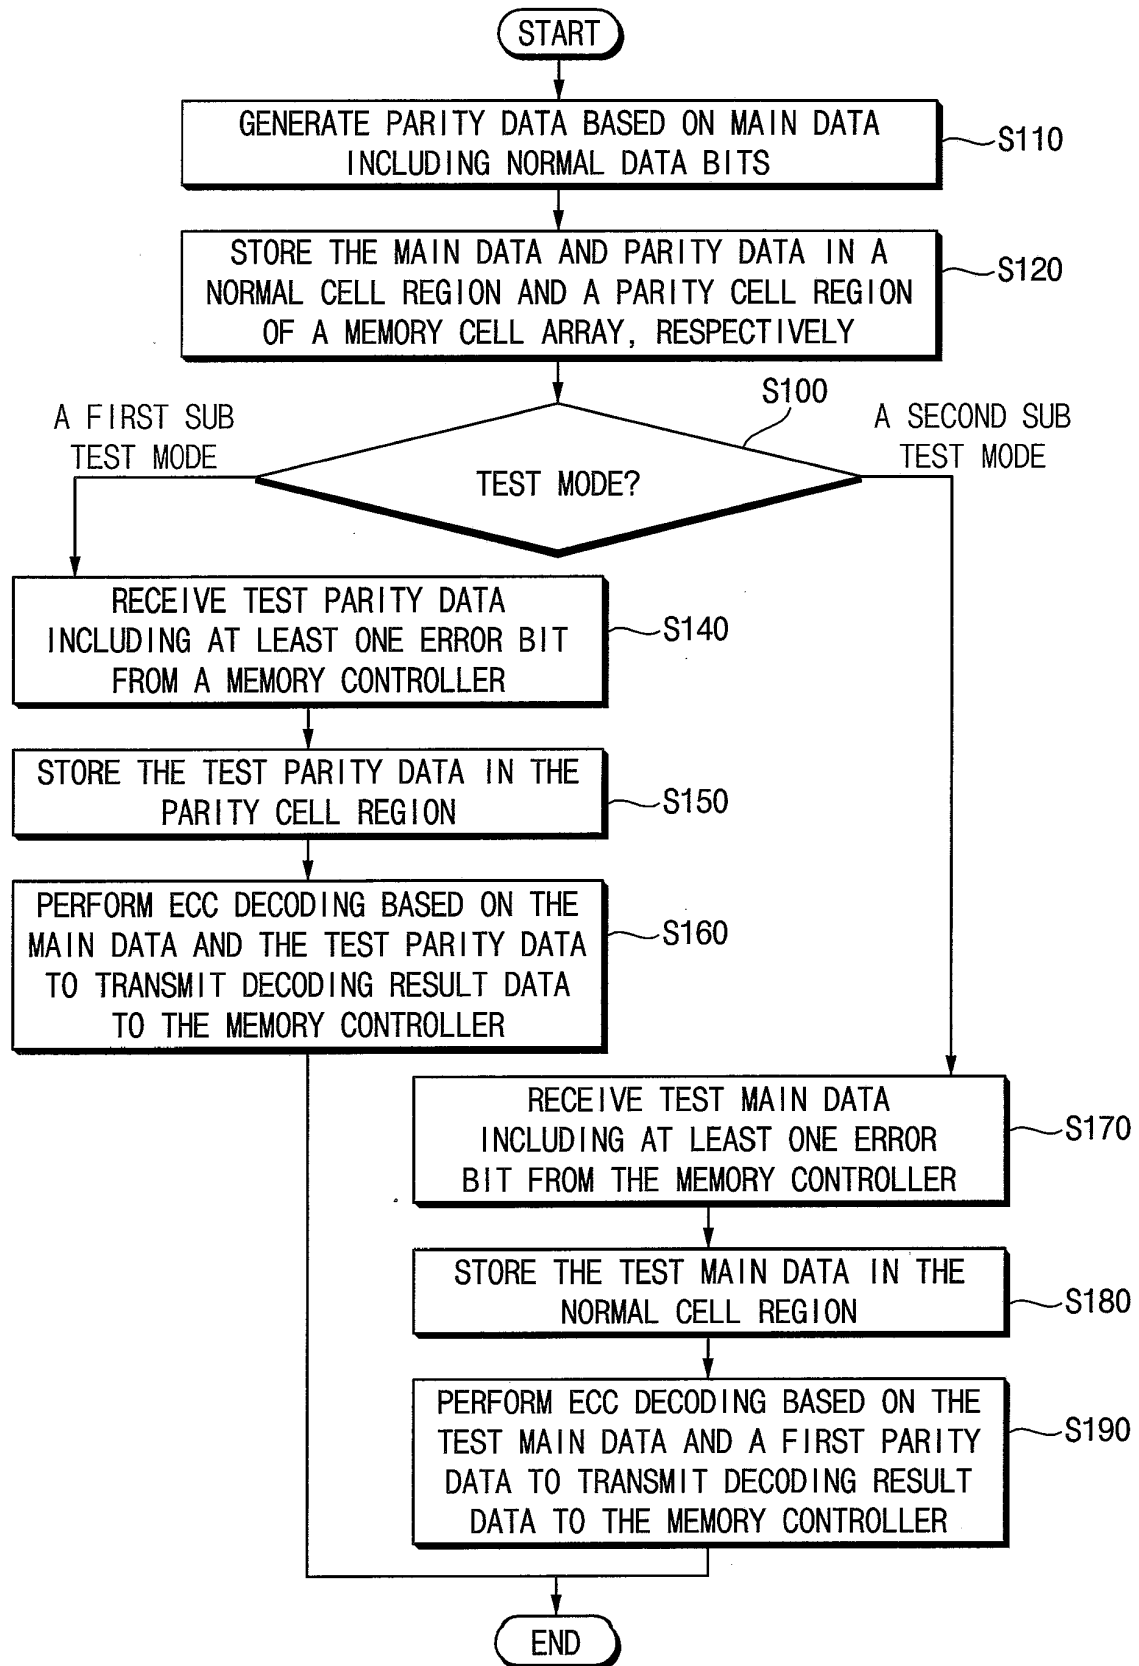 START
GENERATE PARITY DATA BASED ON MAIN DATA
INCLUDING NORMAL DATA BITS
S110
STORE THE MAIN DATA AND PARITY DATA IN A
NORMAL CELL REGION AND A PARITY CELL REGION
OF A MEMORY CELL ARRAY, RESPECTIVELY
S120
S100
A FIRST SUB
TEST MODE
A SECOND SUB
TEST MODE
TEST MODE?
RECEIVE TEST PARITY DATA
INCLUDING AT LEAST ONE ERROR BIT
FROM A MEMORY CONTROLLER
S140
STORE THE TEST PARITY DATA IN THE
PARITY CELL REGION
S150
PERFORM ECC DECODING BASED ON THE
MAIN DATA AND THE TEST PARITY DATA
TO TRANSMIT DECODING RESULT DATA
TO THE MEMORY CONTROLLER
S160
RECEIVE TEST MAIN DATA
INCLUDING AT LEAST ONE ERROR
BIT FROM THE MEMORY CONTROLLER
S170
STORE THE TEST MAIN DATA IN THE
NORMAL CELL REGION
S180
PERFORM ECC DECODING BASED ON THE
TEST MAIN DATA AND A FIRST PARITY
DATA TO TRANSMIT DECODING RESULT
DATA TO THE MEMORY CONTROLLER
S190
END